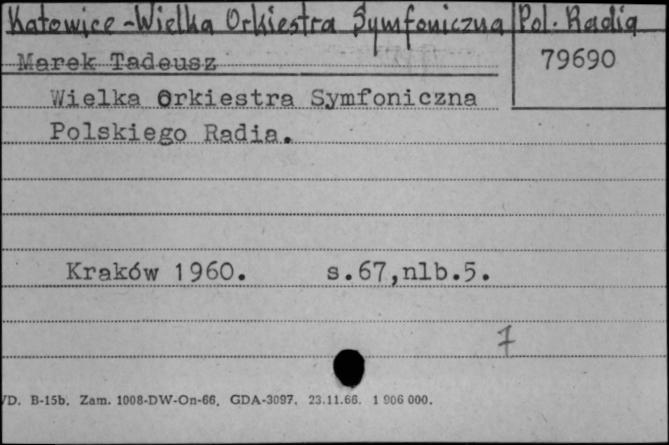 Katowice - Wielka Orkiestra Symfoniczna Pol. Radia
Marek Tadeusz
79690
Wielka Orkiestra Symfoniczna
Polskiego Radia.
Kraków 1960. s.67,nlb.5.
7
/D. B-15b. Zam. 1008-DW-On-66. GDA-3097. 23.11.66. 1 906 000.